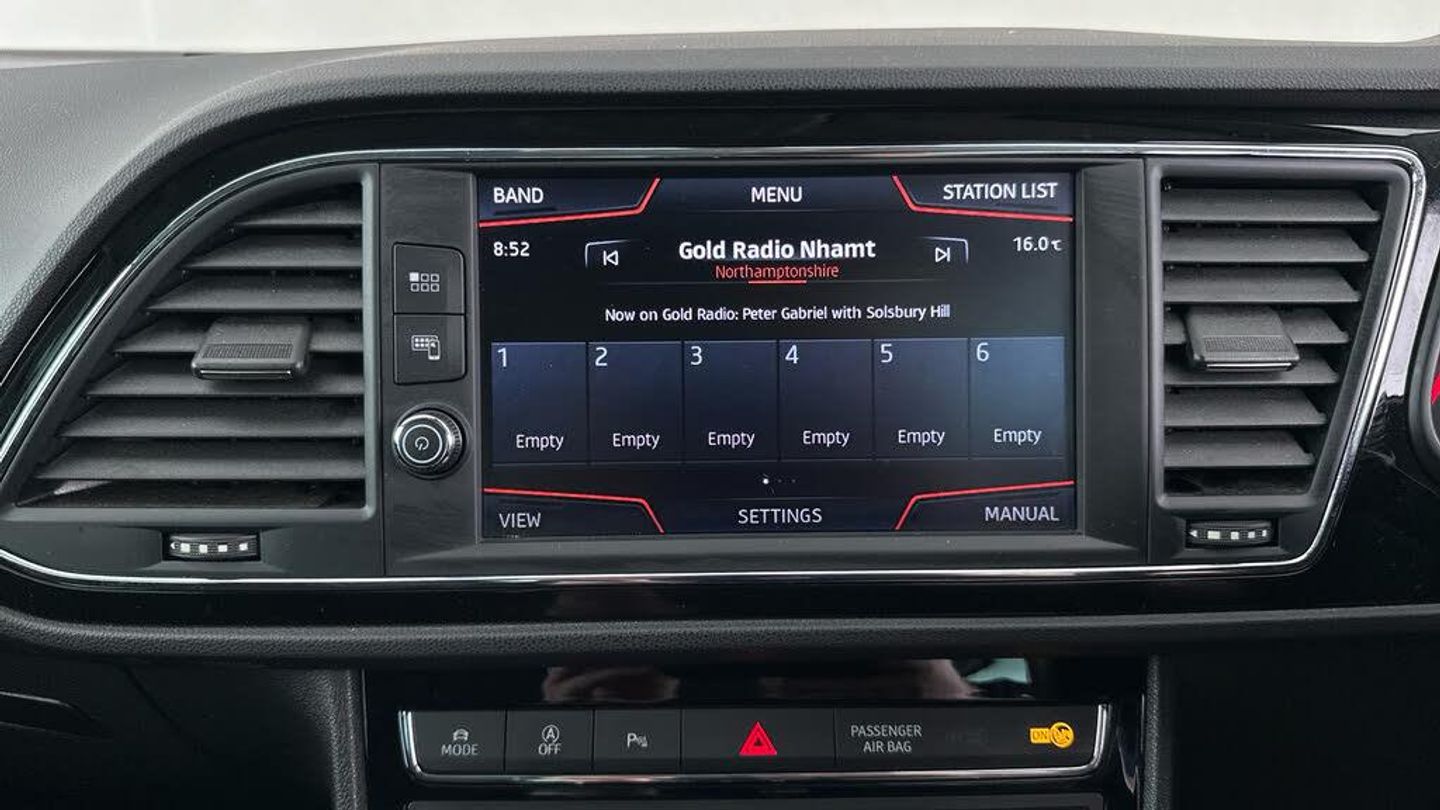 BAND MENU STATION LIST
8:52 Gold Radio Nhamt 16.0℃
Northamptonshire
Now on Gold Radio: Peter Gabriel with Solsbury Hill
1 2 3 4 5 6
Empty Empty Empty Empty Empty Empty
VIEW SETTINGS MANUAL
MODE
A
OFF
P
PASSENGER
AIR BAG
ON